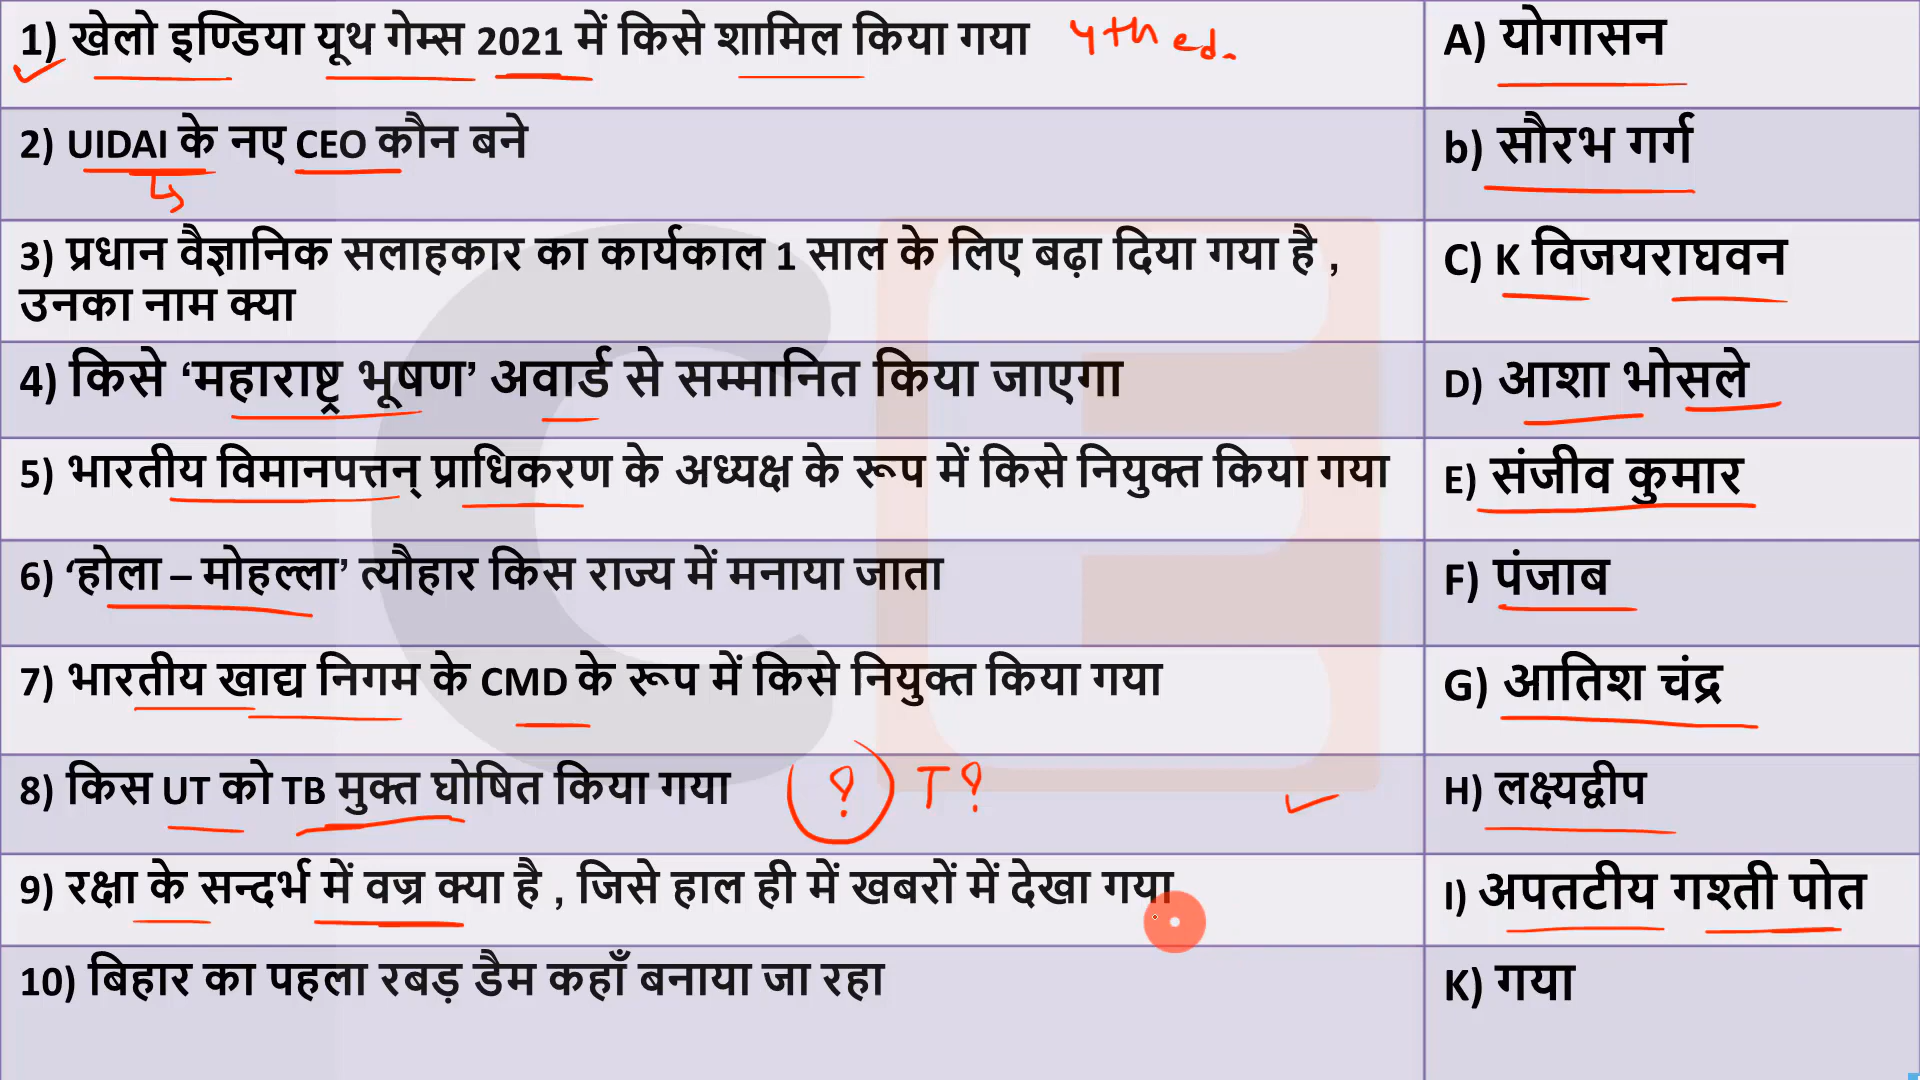 1) खेलो इण्डिया यूथ गेम्स 2021 में किसे शामिल किया गया 4th ed.
A) योगासन
2) UIDAI के नए CEO कौन बने
b) सौरभ गर्ग
3) प्रधान वैज्ञानिक सलाहकार का कार्यकाल 1 साल के लिए बढ़ा दिया गया है ,
उनका नाम क्या
C) K विजयराघवन
4) किसे ‘महाराष्ट्र भूषण’ अवार्ड से सम्मानित किया जाएगा
D) आशा भोसले
5) भारतीय विमानपत्तन् प्राधिकरण के अध्यक्ष के रूप में किसे नियुक्त किया गया
E) संजीव कुमार
6) ‘होला – मोहल्ला’ त्यौहार किस राज्य में मनाया जाता
F) पंजाब
7) भारतीय खाद्य निगम के CMD के रूप में किसे नियुक्त किया गया
G) आतिश चंद्र
8) किस UT को TB मुक्त घोषित किया गया ? T?
H) लक्ष्यद्वीप
9) रक्षा के सन्दर्भ में वज्र क्या है , जिसे हाल ही में खबरों में देखा गया
I) अपतटीय गश्ती पोत
10) बिहार का पहला रबड़ डैम कहाँ बनाया जा रहा
K) गया
CE